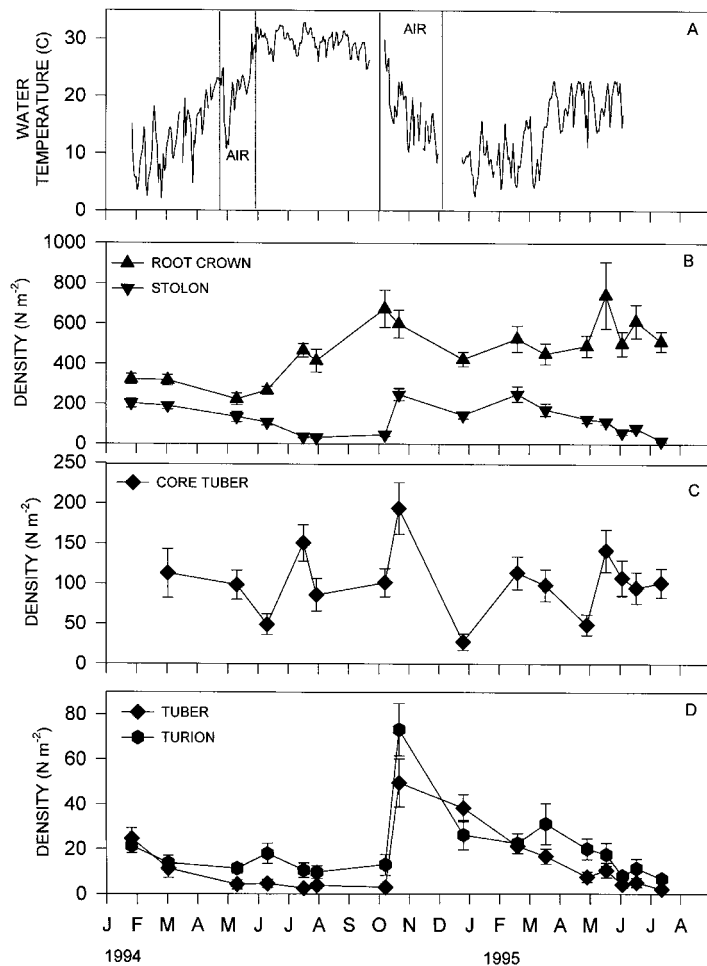 A
AIR
AIR
WATER
TEMPERATURE (C)
30
20
10
0
B
ROOT CROWN
STOLON
DENSITY (N m⁻²)
1000
800
600
400
200
0
C
CORE TUBER
DENSITY (N m⁻²)
250
200
150
100
50
0
D
TUBER
TURION
DENSITY (N m⁻²)
80
60
40
20
0
J F M A M J J A S O N D J F M A M J J A
1994 1995